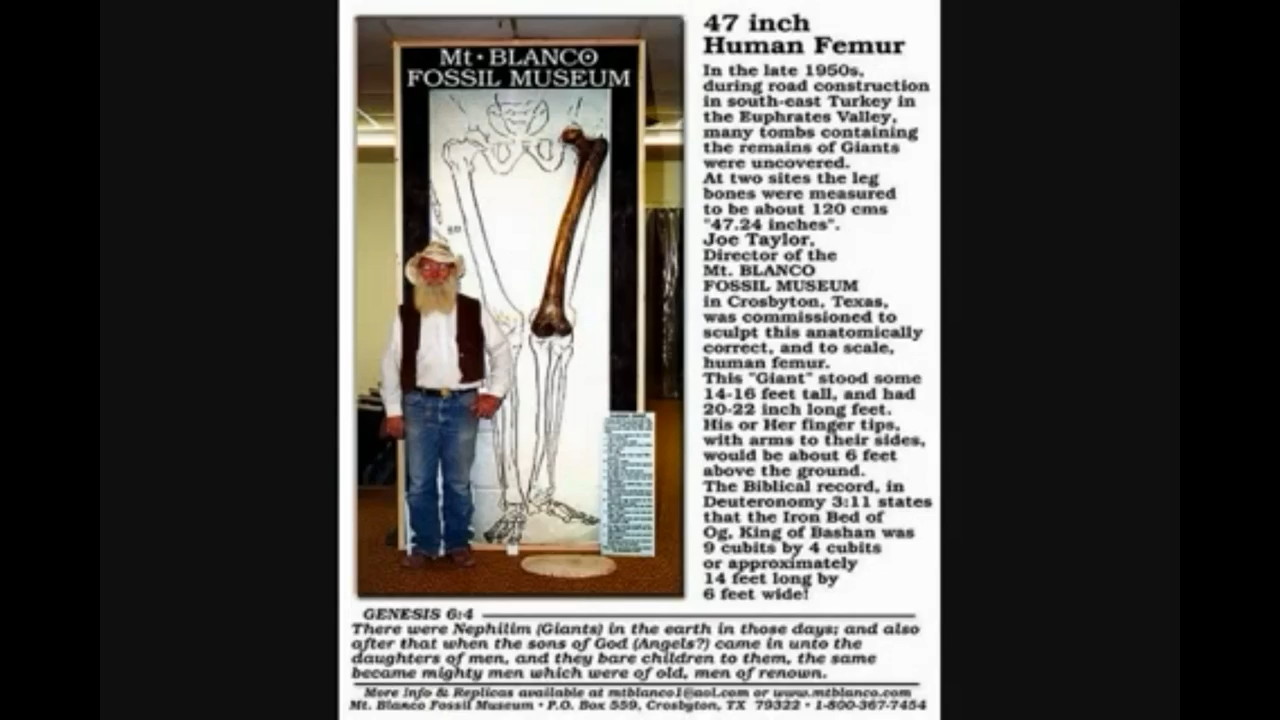 Mt • BLANCO
FOSSIL MUSEUM
47 inch
Human Femur
In the late 1950s,
during road construction
in south-east Turkey in
the Euphrates Valley,
many tombs containing
the remains of Giants
were uncovered.
At two sites the leg
bones were measured
to be about 120 cms
"47.24 inches".
Joe Taylor,
Director of the
Mt. BLANCO
FOSSIL MUSEUM
in Crosbyton, Texas,
was commissioned to
sculpt this anatomically
correct, and to scale,
human femur.
This "Giant" stood some
14-16 feet tall, and had
20-22 inch long feet.
His or Her finger tips,
with arms to their sides,
would be about 6 feet
above the ground.
The Biblical record, in
Deuteronomy 3:11 states
that the Iron Bed of
Og, King of Bashan was
9 cubits by 4 cubits
or approximately
14 feet long by
6 feet wide!
GENESIS 6:4
There were Nephilim (Giants) in the earth in those days; and also
after that when the sons of God (Angels?) came in unto the
daughters of men, and they bare children to them, the same
became mighty men which were of old, men of renown.
More Info & Replicas available at mtblanco1@aol.com or www.mtblanco.com
Mt. Blanco Fossil Museum • P.O. Box 559, Crosbyton, TX 79322 • 1-800-367-7454